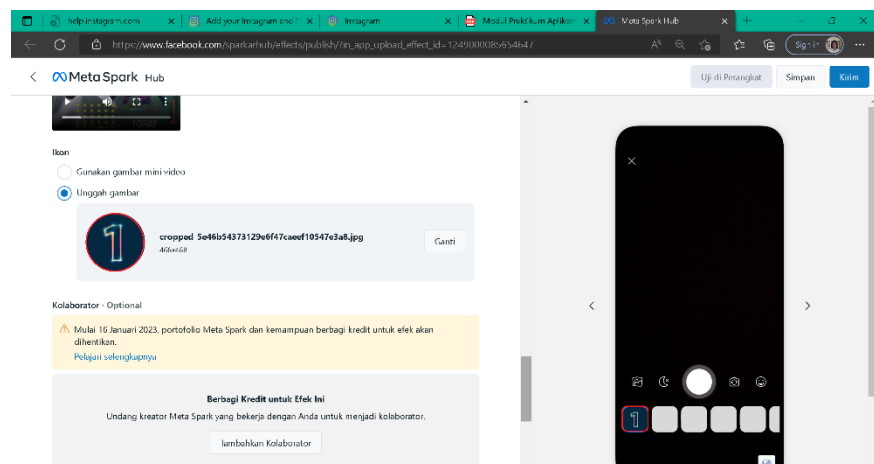 help.instagram.com
Add your Instagram and F
Instagram
Modul Praktikum Aplikon
Meta Spark Hub
https://www.facebook.com/sparkarhub/effects/publish/?in_app_upload_effect_id=1249000085654647
Sign in
Meta Spark Hub
Uji di Perangkat
Simpan
Kirim
Ikon
Gunakan gambar mini video
Unggah gambar
cropped_5e46b54373129e6f47caeef10547e3a8.jpg
468x468
Ganti
Kolaborator · Optional
Mulai 16 Januari 2023, portofolio Meta Spark dan kemampuan berbagi kredit untuk efek akan
dihentikan.
Pelajari selengkapnya
Berbagi Kredit untuk Efek Ini
Undang kreator Meta Spark yang bekerja dengan Anda untuk menjadi kolaborator.
Tambahkan Kolaborator